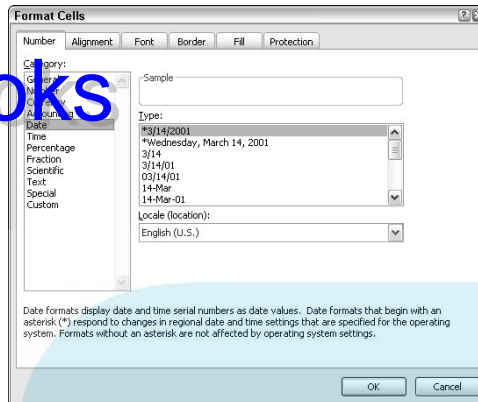 Format Cells
Number Alignment Font Border Fill Protection
Category:
General
Number
Currency
Accounting
Date
Time
Percentage
Fraction
Scientific
Text
Special
Custom
oks
Sample
Type:
*3/14/2001
*Wednesday, March 14, 2001
3/14
3/14/01
03/14/01
14-Mar
14-Mar-01
Locale (location):
English (U.S.)
Date formats display date and time serial numbers as date values. Date formats that begin with an
asterisk (*) respond to changes in regional date and time settings that are specified for the operating
system. Formats without an asterisk are not affected by operating system settings.
OK Cancel